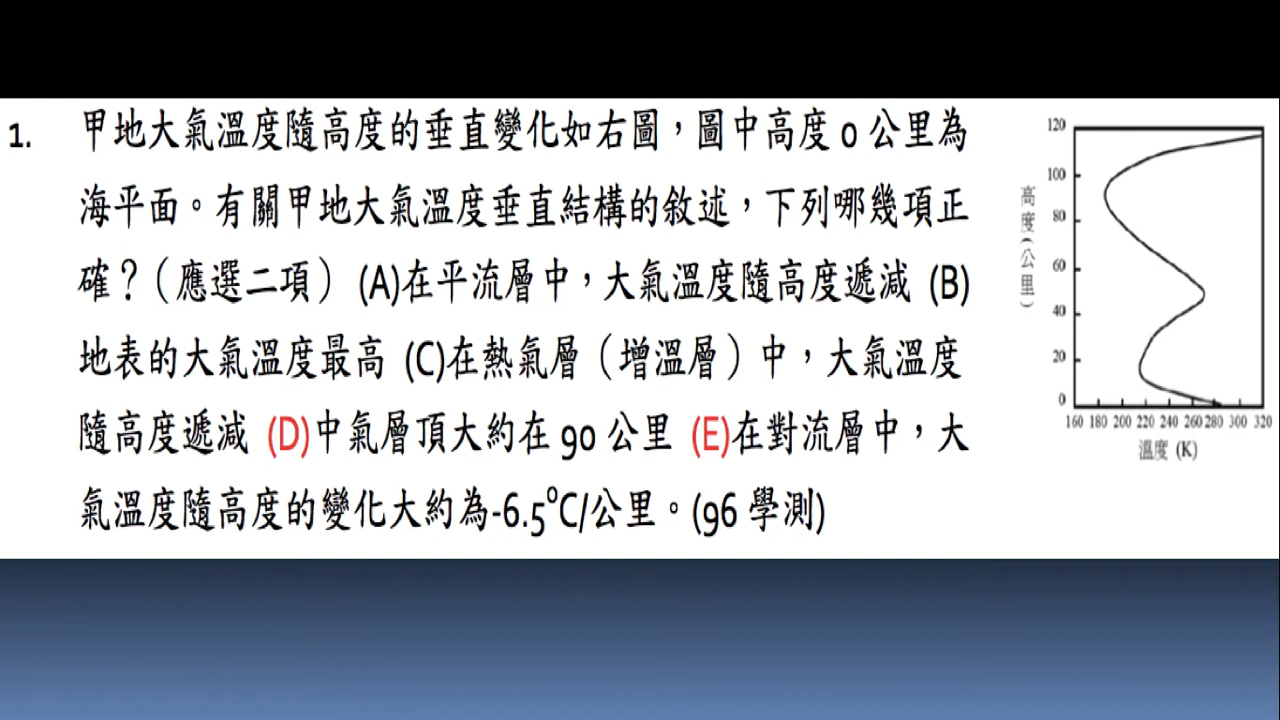 1. 甲地大氣溫度隨高度的垂直變化如右圖，圖中高度 0 公里為
海平面。有關甲地大氣溫度垂直結構的敘述，下列哪幾項正
確？（應選二項） (A)在平流層中，大氣溫度隨高度遞減 (B)
地表的大氣溫度最高 (C)在熱氣層（增溫層）中，大氣溫度
隨高度遞減 (D)中氣層頂大約在 90 公里 (E)在對流層中，大
氣溫度隨高度的變化大約為-6.5⁰C/公里。(96 學測)
高度(公里)
120
100
80
60
40
20
0
160 180 200 220 240 260 280 300 320
溫度 (K)